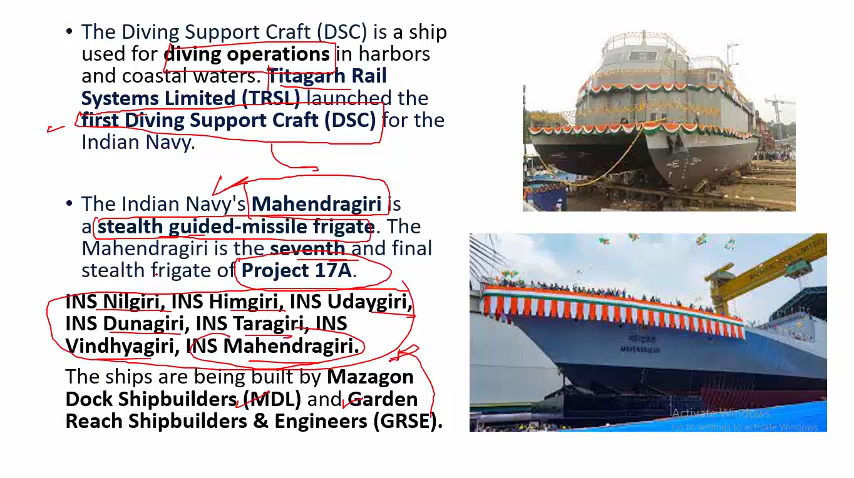 • The Diving Support Craft (DSC) is a ship
used for diving operations in harbors
and coastal waters. Titagarh Rail
Systems Limited (TRSL) launched the
first Diving Support Craft (DSC) for the
Indian Navy.
• The Indian Navy's Mahendragiri is
a stealth guided-missile frigate. The
Mahendragiri is the seventh and final
stealth frigate of Project 17A.
INS Nilgiri, INS Himgiri, INS Udaygiri,
INS Dunagiri, INS Taragiri, INS
Vindhyagiri, INS Mahendragiri.
The ships are being built by Mazagon
Dock Shipbuilders (MDL) and Garden
Reach Shipbuilders & Engineers (GRSE).
MAHENDRAGIRI
Activate Windows
Go to Settings to activate Windows.